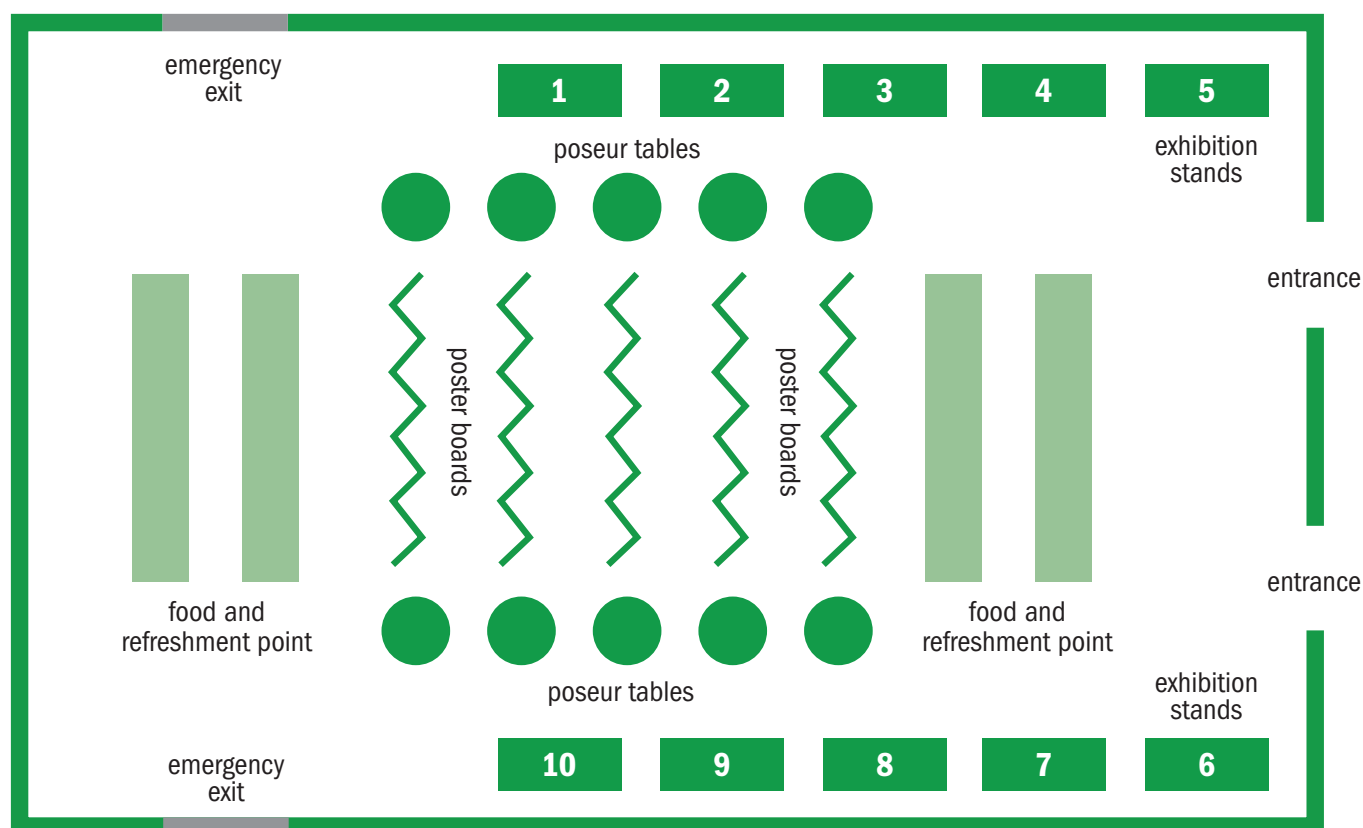 emergency
exit
1
2
3
4
5
poseur tables
exhibition
stands
entrance
poster boards
poster boards
entrance
food and
refreshment point
food and
refreshment point
poseur tables
exhibition
stands
10
9
8
7
6
emergency
exit